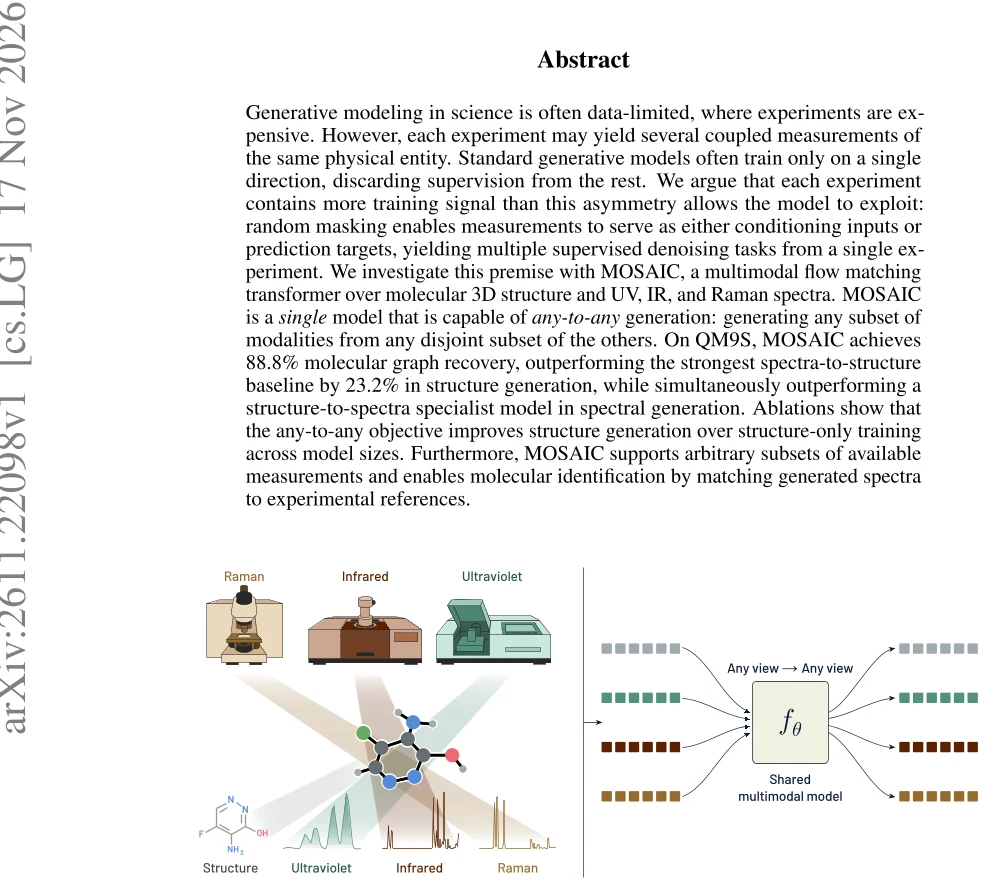 arXiv:2611.22098v1 [cs.LG] 17 Nov 2026
Abstract
Generative modeling in science is often data-limited, where experiments are ex-
pensive. However, each experiment may yield several coupled measurements of
the same physical entity. Standard generative models often train only on a single
direction, discarding supervision from the rest. We argue that each experiment
contains more training signal than this asymmetry allows the model to exploit:
random masking enables measurements to serve as either conditioning inputs or
prediction targets, yielding multiple supervised denoising tasks from a single ex-
periment. We investigate this premise with MOSAIC, a multimodal flow matching
transformer over molecular 3D structure and UV, IR, and Raman spectra. MOSAIC
is a single model that is capable of any-to-any generation: generating any subset of
modalities from any disjoint subset of the others. On QM9S, MOSAIC achieves
88.8% molecular graph recovery, outperforming the strongest spectra-to-structure
baseline by 23.2% in structure generation, while simultaneously outperforming a
structure-to-spectra specialist model in spectral generation. Ablations show that
the any-to-any objective improves structure generation over structure-only training
across model sizes. Furthermore, MOSAIC supports arbitrary subsets of available
measurements and enables molecular identification by matching generated spectra
to experimental references.
Raman
Infrared
Ultraviolet
N
N
F
OH
NH₂
Structure
Ultraviolet
Infrared
Raman
Any view → Any view
fθ
Shared
multimodal model